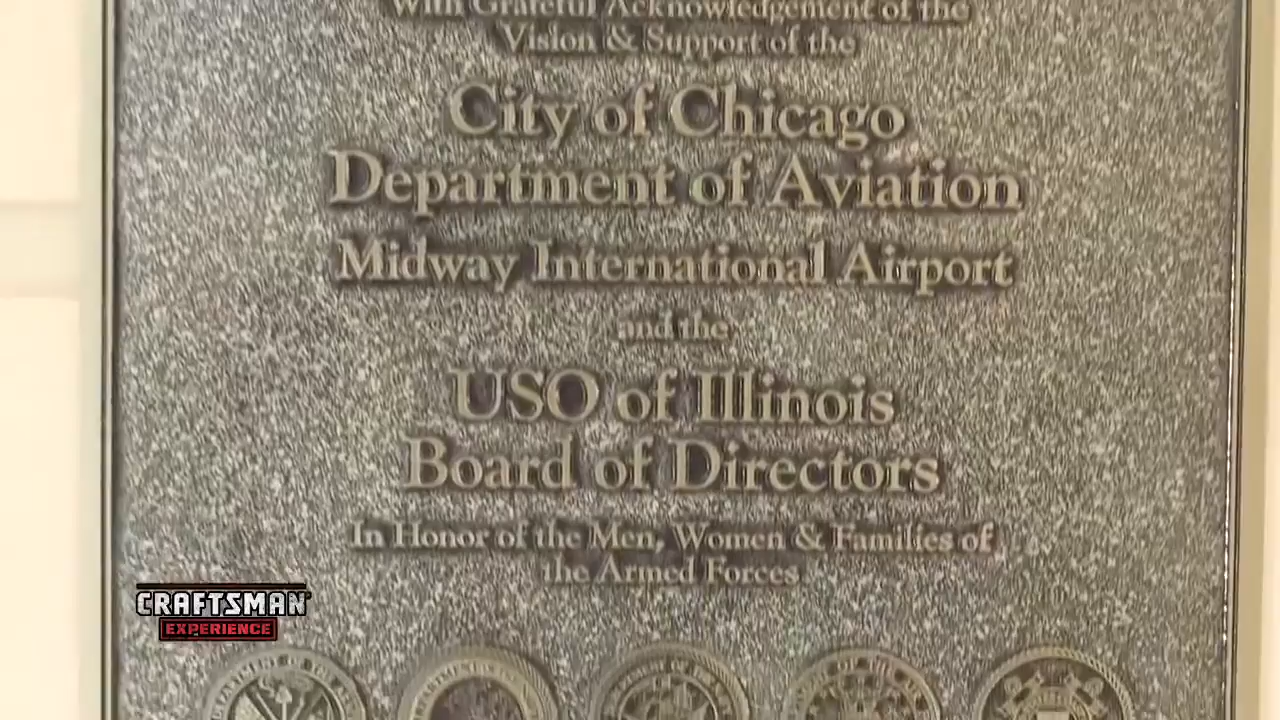 With Grateful Acknowledgement of the
Vision & Support of the
City of Chicago
Department of Aviation
Midway International Airport
and the
USO of Illinois
Board of Directors
In Honor of the Men, Women & Families of
the Armed Forces
CRAFTSMAN
EXPERIENCE